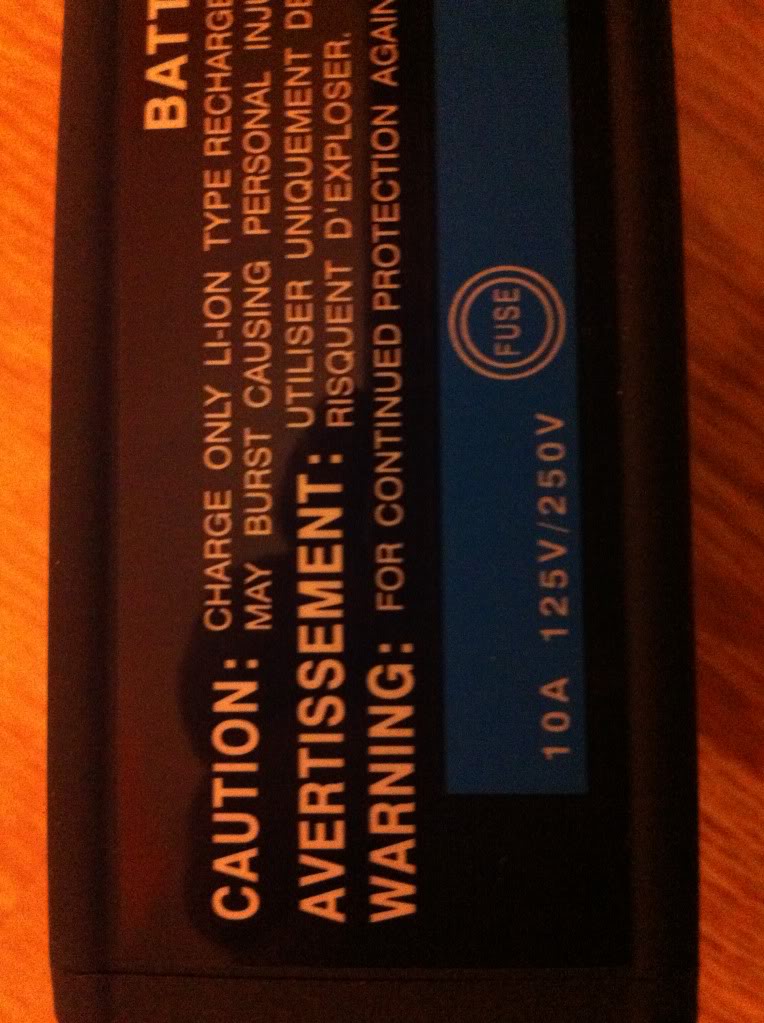 BATT
CAUTION: CHARGE ONLY LI-ION TYPE RECHARGE
MAY BURST CAUSING PERSONAL INJU
AVERTISSEMENT: UTILISER UNIQUEMENT DE
RISQUENT D'EXPLOSER.
WARNING: FOR CONTINUED PROTECTION AGAIN
FUSE
10A 125V/250V